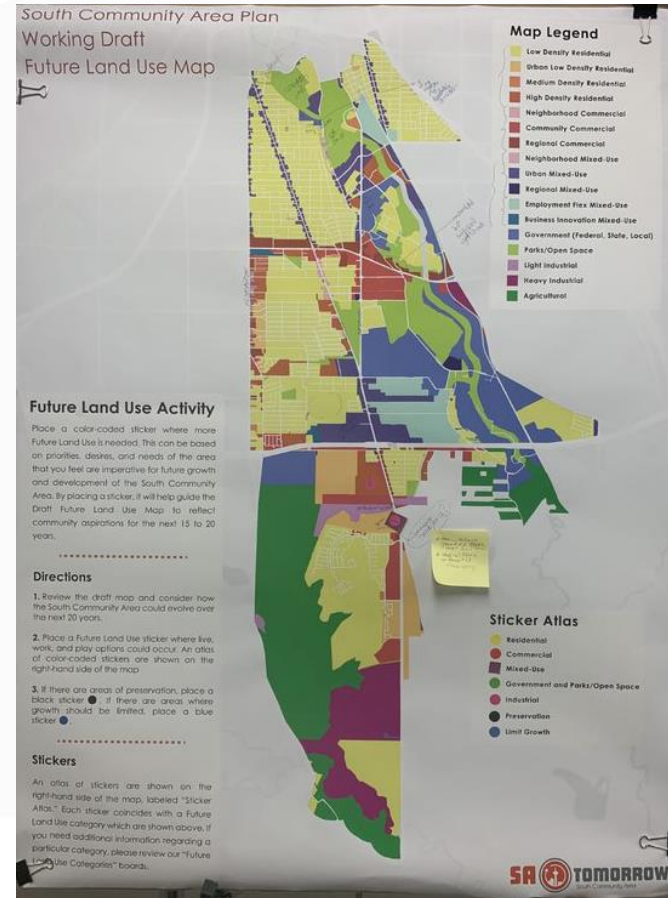 South Community Area Plan
Working Draft
Future Land Use Map
Map Legend
Low Density Residential
Urban Low Density Residential
Medium Density Residential
High Density Residential
Neighborhood Commercial
Community Commercial
Regional Commercial
Neighborhood Mixed-Use
Urban Mixed-Use
Regional Mixed-Use
Employment Flex Mixed-Use
Business Innovation Mixed-Use
Government (Federal, State, Local)
Parks/Open Space
Light Industrial
Heavy Industrial
Agricultural
Future Land Use Activity
Place a color-coded sticker where more
Future Land Use is needed. This can be based
on priorities, desires, and needs of the area
that you feel are imperative for future growth
and development of the South Community
Area. By placing a sticker, it will help guide the
Draft Future Land Use Map to reflect
community aspirations for the next 15 to 20
years.
Directions
1. Review the draft map and consider how
the South Community Area could evolve over
the next 20 years.
2. Place a Future Land Use sticker where live,
work, and play options could occur. An atlas
of color-coded stickers are shown on the
right-hand side of the map
3. If there are areas of preservation, place a
black sticker . If there are areas where
growth should be limited, place a blue
sticker .
Stickers
An atlas of stickers are shown on the
right-hand side of the map, labeled "Sticker
Atlas." Each sticker coincides with a Future
Land Use category which are shown above. If
you need additional information regarding a
particular category, please review our "Future
Land Use Categories" boards.
Sticker Atlas
Residential
Commercial
Mixed-Use
Government and Parks/Open Space
Industrial
Preservation
Limit Growth
SA TOMORROW
South Community Area